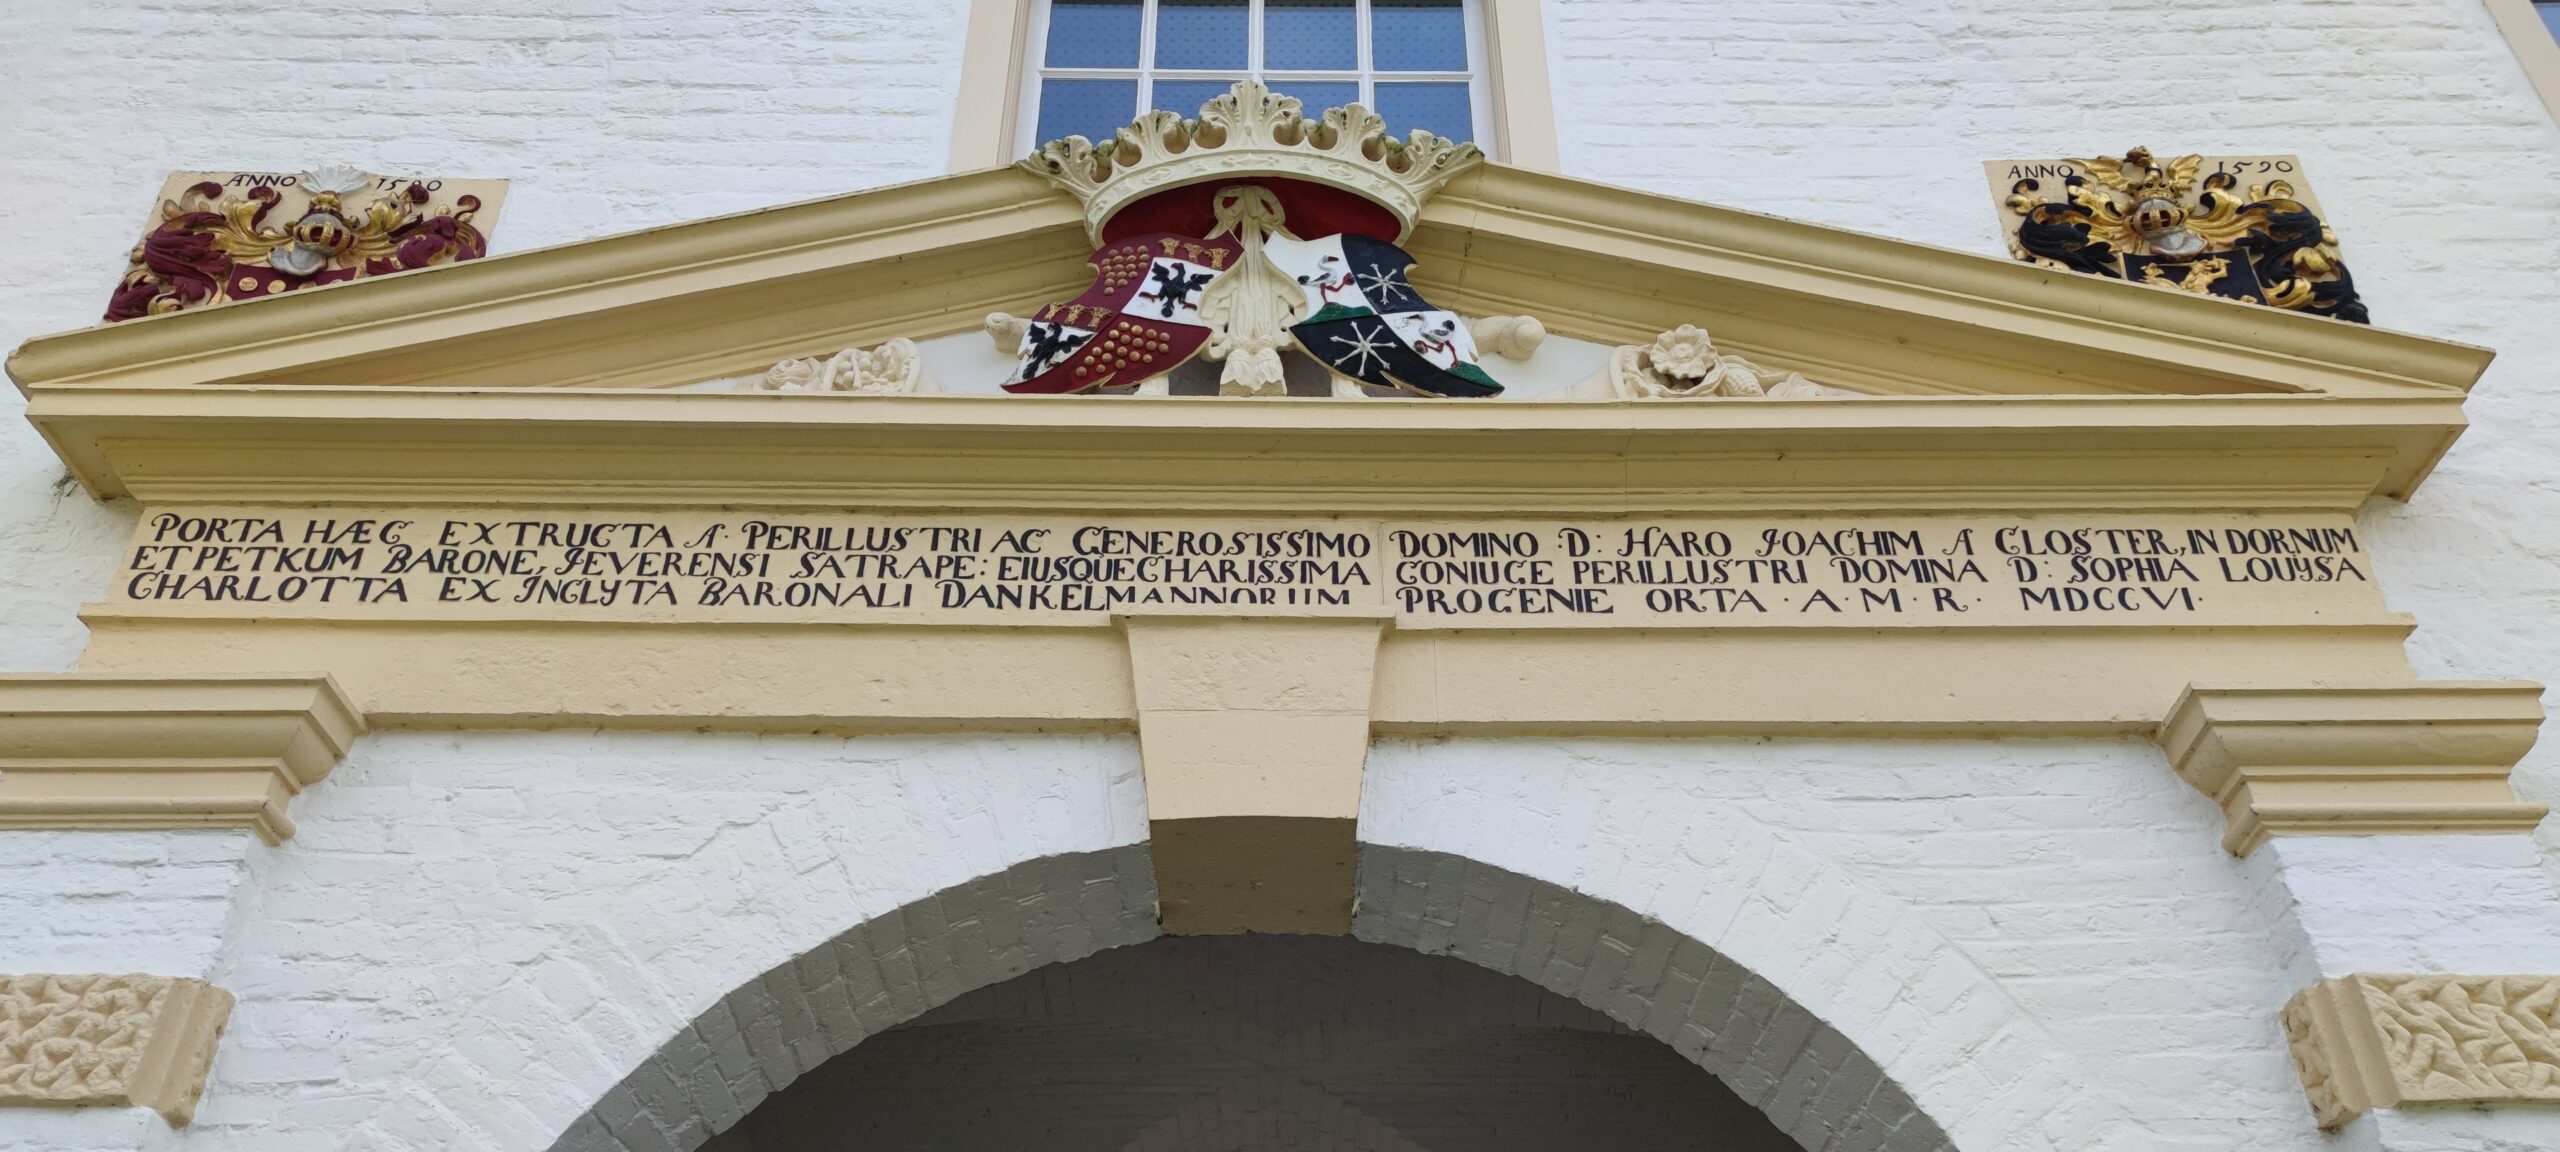 ANNO 1590
ANNO 1590
PORTA HÆC EXTRUCTA A· PERILLUSTRI AC GENEROSISSIMO DOMINO ·D: HARO JOACHIM A CLOSTER, IN DORNUM
ET PETKUM BARONE, JEVERENSI SATRAPE: EIUSQUE CHARISSIMA CONIUGE PERILLUSTRI DOMINA D: SOPHIA LOUYSA
CHARLOTTA EX INCLYTA BARONALI DANKELMANNORUM PROGENIE ORTA · A · M · R · MDCCVI·